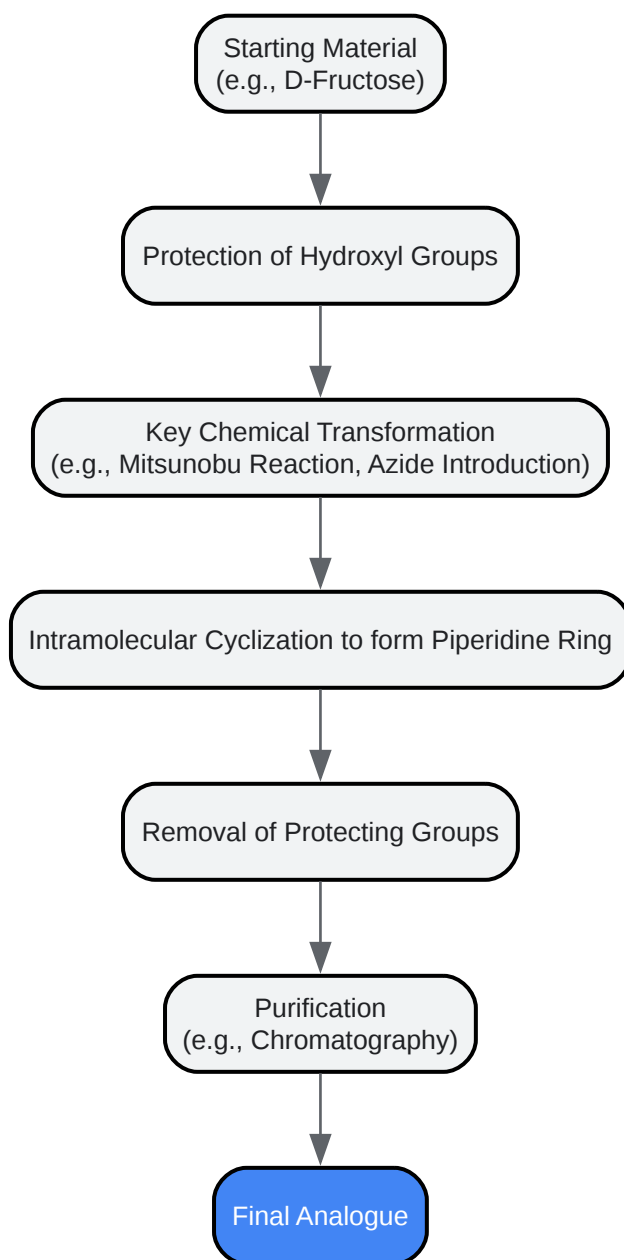 Starting Material
(e.g., D-Fructose)
Protection of Hydroxyl Groups
Key Chemical Transformation
(e.g., Mitsunobu Reaction, Azide Introduction)
Intramolecular Cyclization to form Piperidine Ring
Removal of Protecting Groups
Purification
(e.g., Chromatography)
Final Analogue